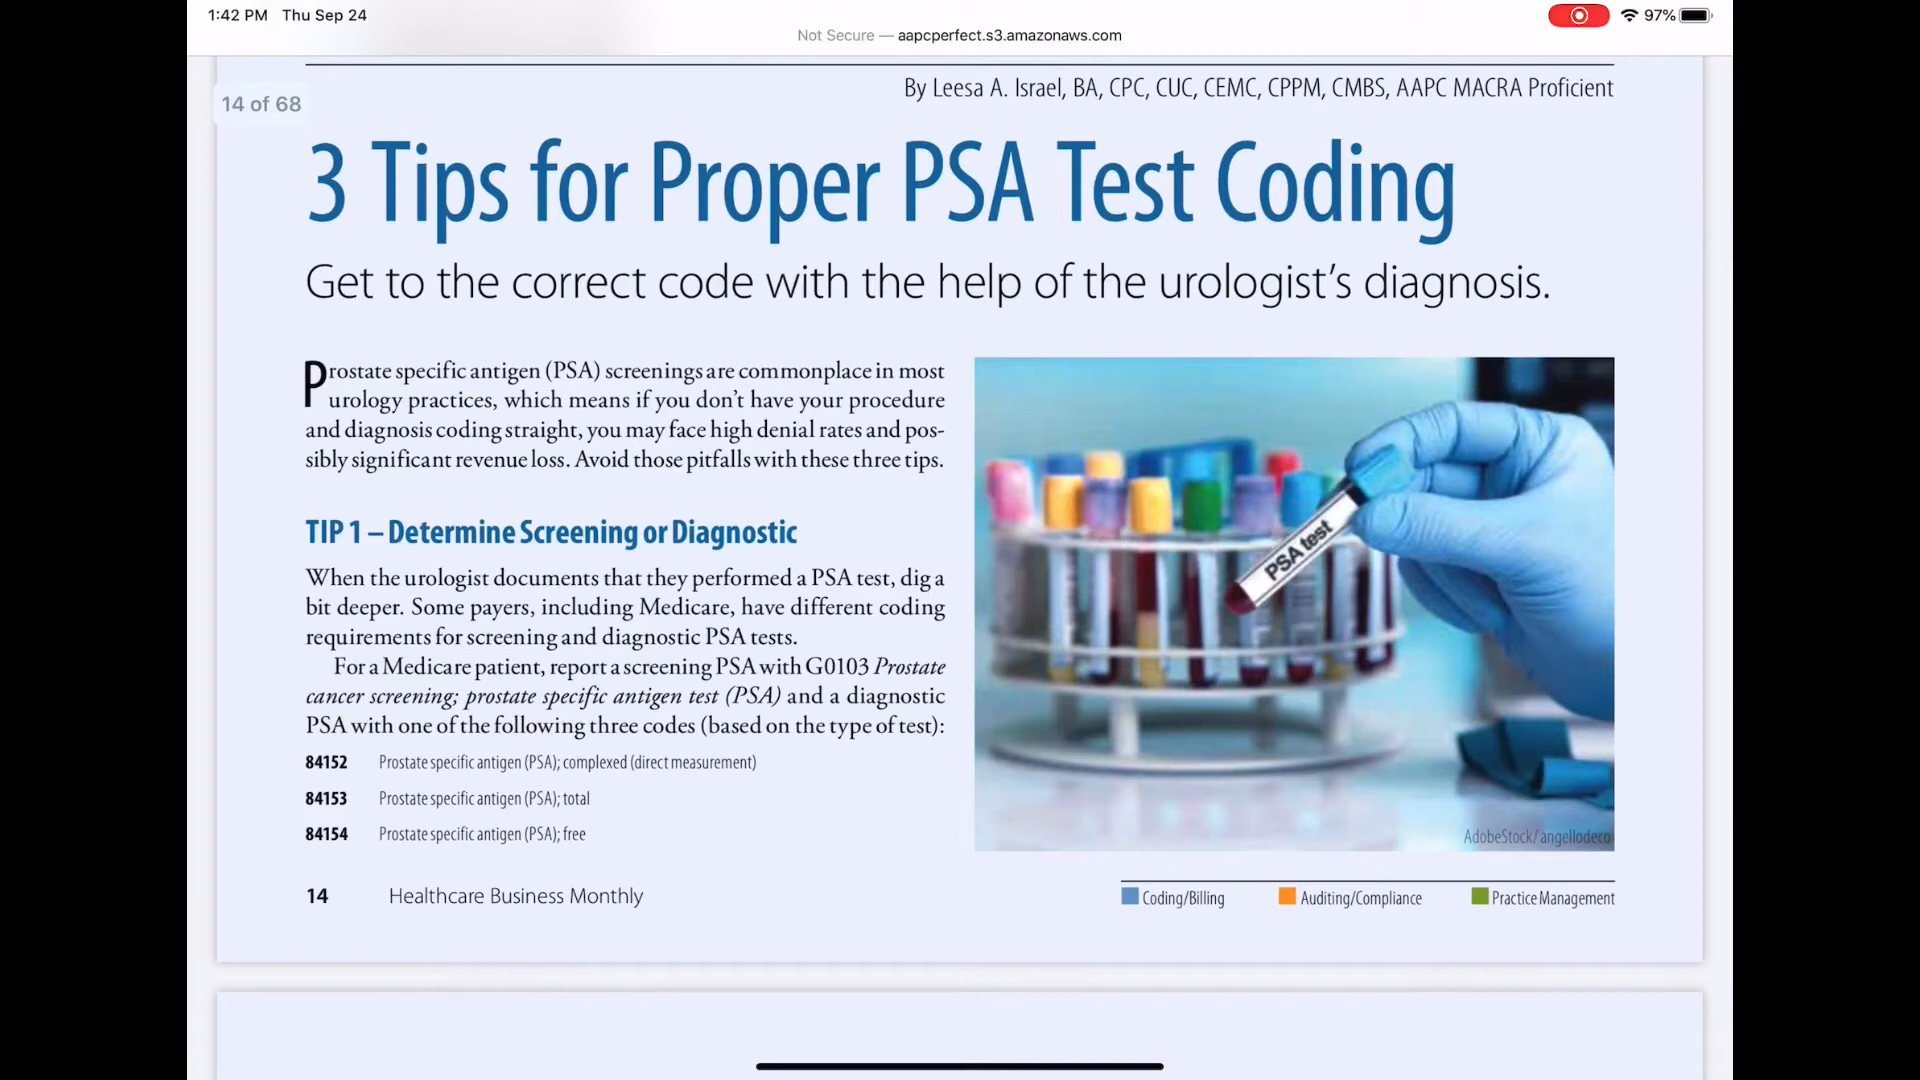 1:42 PM Thu Sep 24
97%
Not Secure — aapcperfect.s3.amazonaws.com
By Leesa A. Israel, BA, CPC, CUC, CEMC, CPPM, CMBS, AAPC MACRA Proficient
14 of 68
3 Tips for Proper PSA Test Coding
Get to the correct code with the help of the urologist’s diagnosis.
Prostate specific antigen (PSA) screenings are commonplace in most
urology practices, which means if you don’t have your procedure
and diagnosis coding straight, you may face high denial rates and pos-
sibly significant revenue loss. Avoid those pitfalls with these three tips.
TIP 1 – Determine Screening or Diagnostic
When the urologist documents that they performed a PSA test, dig a
bit deeper. Some payers, including Medicare, have different coding
requirements for screening and diagnostic PSA tests.
For a Medicare patient, report a screening PSA with G0103 Prostate
cancer screening; prostate specific antigen test (PSA) and a diagnostic
PSA with one of the following three codes (based on the type of test):
84152 Prostate specific antigen (PSA); complexed (direct measurement)
84153 Prostate specific antigen (PSA); total
84154 Prostate specific antigen (PSA); free
PSA test
AdobeStock/angellodeco
14 Healthcare Business Monthly
Coding/Billing Auditing/Compliance Practice Management